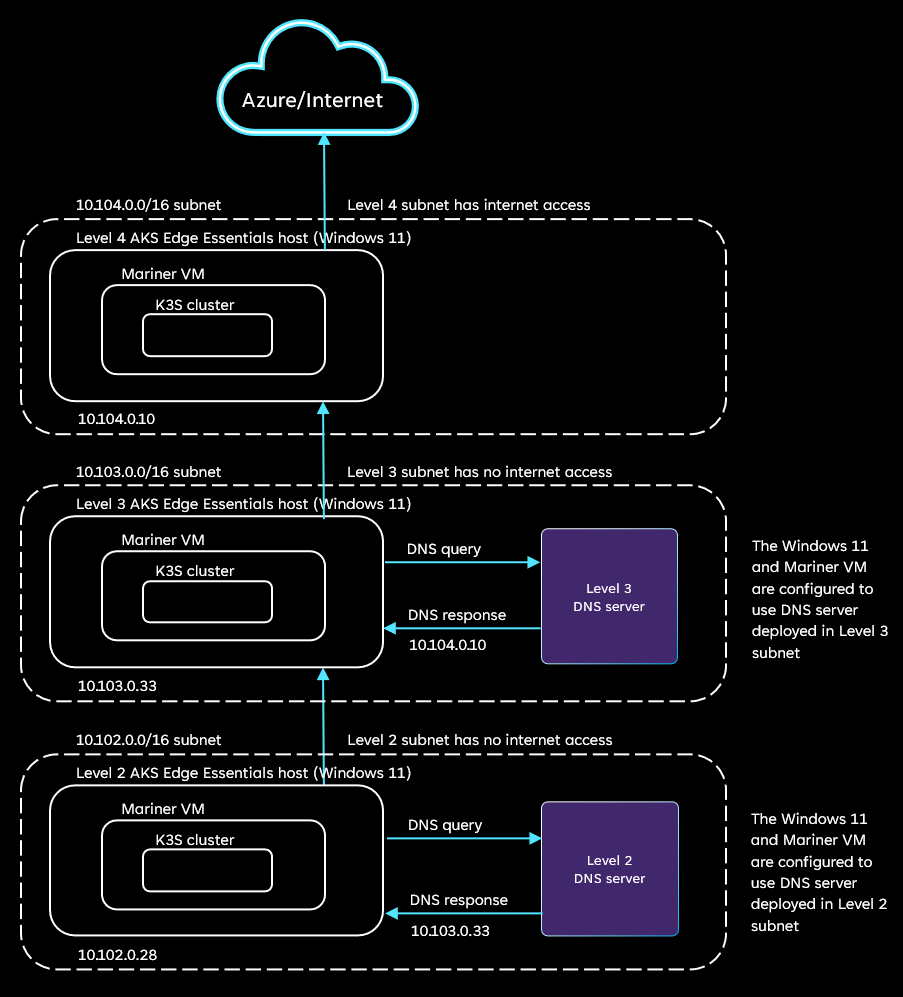 Azure/Internet
10.104.0.0/16 subnet
Level 4 subnet has internet access
Level 4 AKS Edge Essentials host (Windows 11)
Mariner VM
K3S cluster
10.104.0.10
10.103.0.0/16 subnet
Level 3 subnet has no internet access
Level 3 AKS Edge Essentials host (Windows 11)
Mariner VM
K3S cluster
DNS query
DNS response
10.104.0.10
Level 3
DNS server
The Windows 11
and Mariner VM
are configured to
use DNS server
deployed in Level 3
subnet
10.103.0.33
10.102.0.0/16 subnet
Level 2 subnet has no internet access
Level 2 AKS Edge Essentials host (Windows 11)
Mariner VM
K3S cluster
DNS query
DNS response
10.103.0.33
Level 2
DNS server
The Windows 11
and Mariner VM
are configured to
use DNS server
deployed in Level 2
subnet
10.102.0.28